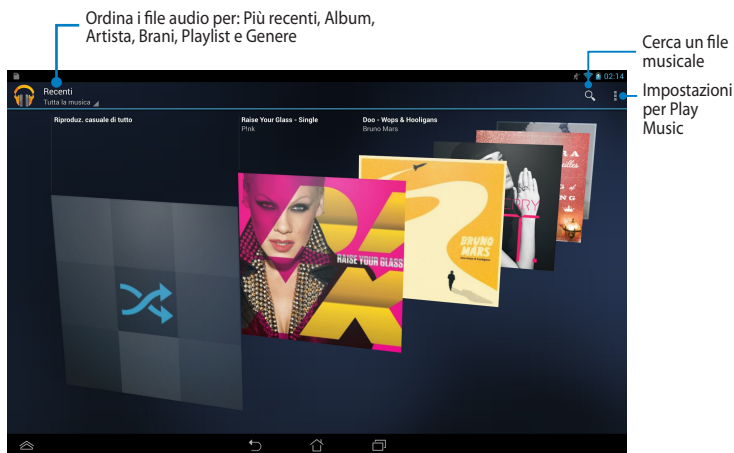 Ordina i file audio per: Più recenti, Album,
Artista, Brani, Playlist e Genere
Cerca un file
musicale
Impostazioni
per Play
Music
02:14
Recenti
Tutta la musica
Riproduz. casuale di tutto
Raise Your Glass - Single
P!nk
Doo - Wops & Hooligans
Bruno Mars
RAISE YOUR GLASS
BRUNO
MARS